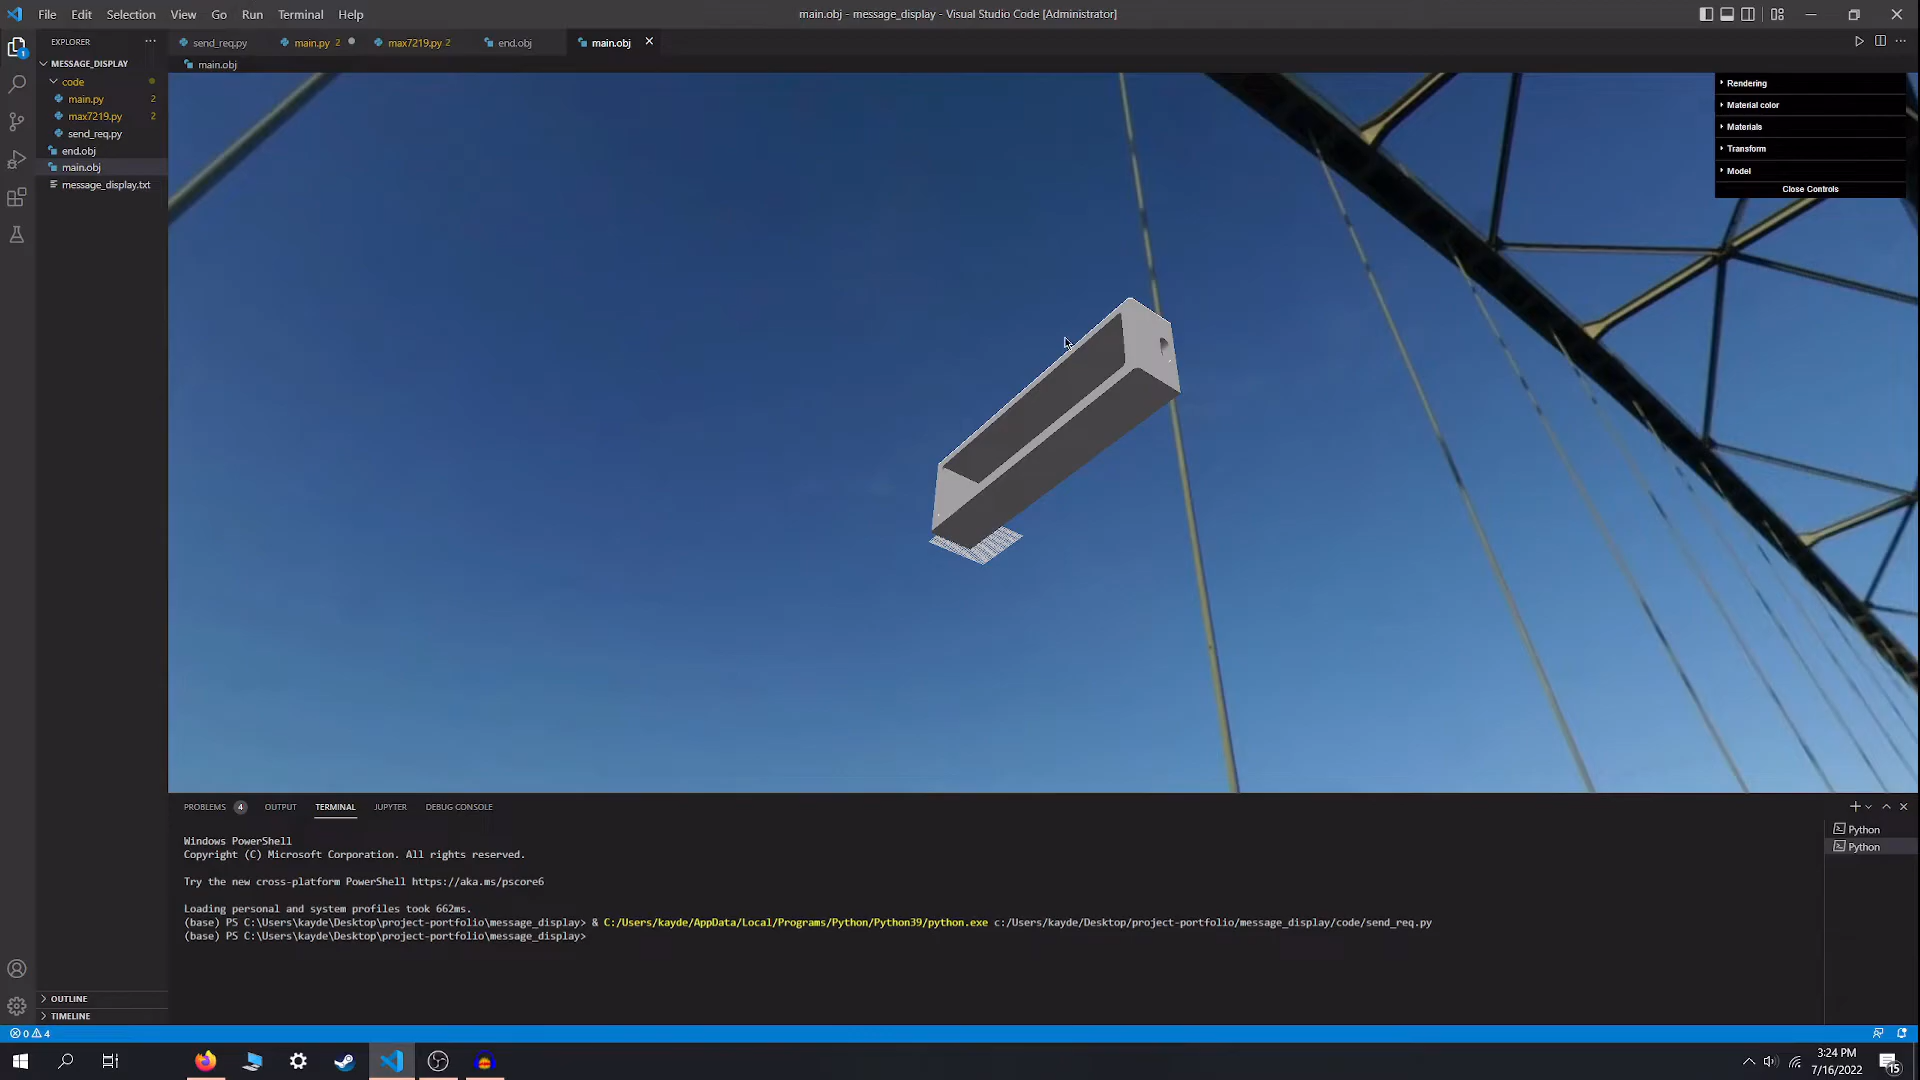 File Edit Selection View Go Run Terminal Help
main.obj - message_display - Visual Studio Code [Administrator]
EXPLORER ···
send_req.py
main.py 2
max7219.py 2
end.obj
main.obj
MESSAGE_DISPLAY
main.obj
code
main.py 2
max7219.py 2
send_req.py
end.obj
main.obj
message_display.txt
1
Rendering
Material color
Materials
Transform
Model
Close Controls
PROBLEMS 4 OUTPUT TERMINAL JUPYTER DEBUG CONSOLE
Windows PowerShell
Copyright (C) Microsoft Corporation. All rights reserved.
Try the new cross-platform PowerShell https://aka.ms/pscore6
Loading personal and system profiles took 662ms.
(base) PS C:\Users\kayde\Desktop\project-portfolio\message_display> & C:/Users/kayde/AppData/Local/Programs/Python/Python39/python.exe c:/Users/kayde/Desktop/project-portfolio/message_display/code/send_req.py
(base) PS C:\Users\kayde\Desktop\project-portfolio\message_display>
Python
Python
OUTLINE
TIMELINE
0 4
3:24 PM
7/16/2022
15